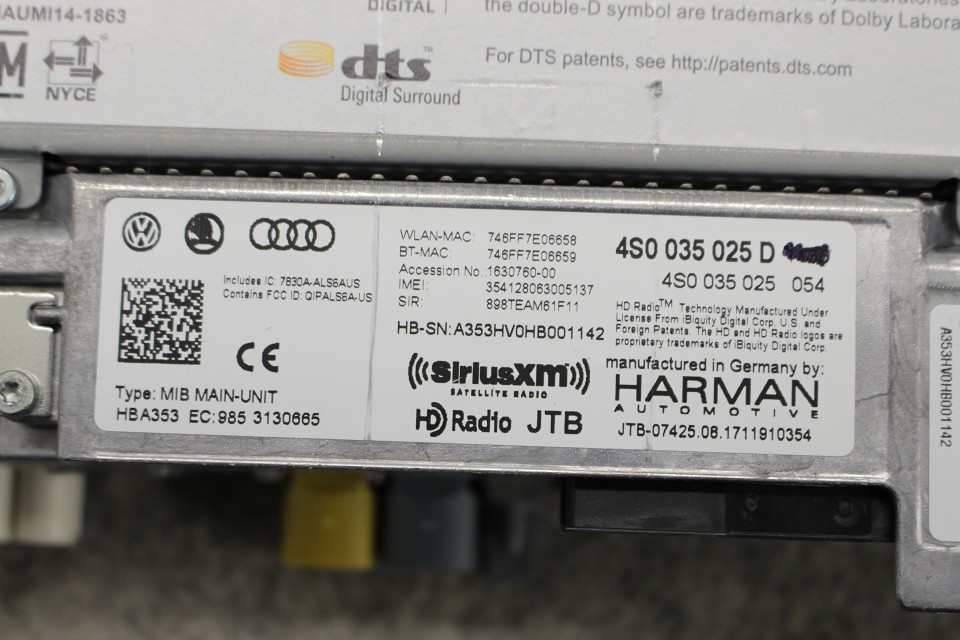 AUMI14-1863
DIGITAL
the double-D symbol are trademarks of Dolby Labora
M
NYCE
dts™
Digital Surround
For DTS patents, see http://patents.dts.com
WLAN-MAC: 746FF7E06658
BT-MAC: 746FF7E06659
Accession No.:1630760-00
IMEI: 354128063005137
SIR: 898TEAM61F11
HB-SN:A353HV0HB001142
4S0 035 025 D
4S0 035 025 054
Includes IC: 7830A-ALS6AUS
Contains FCC ID: QIPALS6A-US
HD Radio™ Technology Manufactured Under
License From iBiquity Digital Corp. U.S. and
Foreign Patents. The HD and HD Radio logos are
proprietary trademarks of iBiquity Digital Corp.
CE
Type: MIB MAIN-UNIT
HBA353 EC:985 3130665
((SiriusXM))
SATELLITE RADIO
HD Radio JTB
manufactured in Germany by:
HARMAN
AUTOMOTIVE
JTB-07425.08.1711910354
A353HV0HB001142